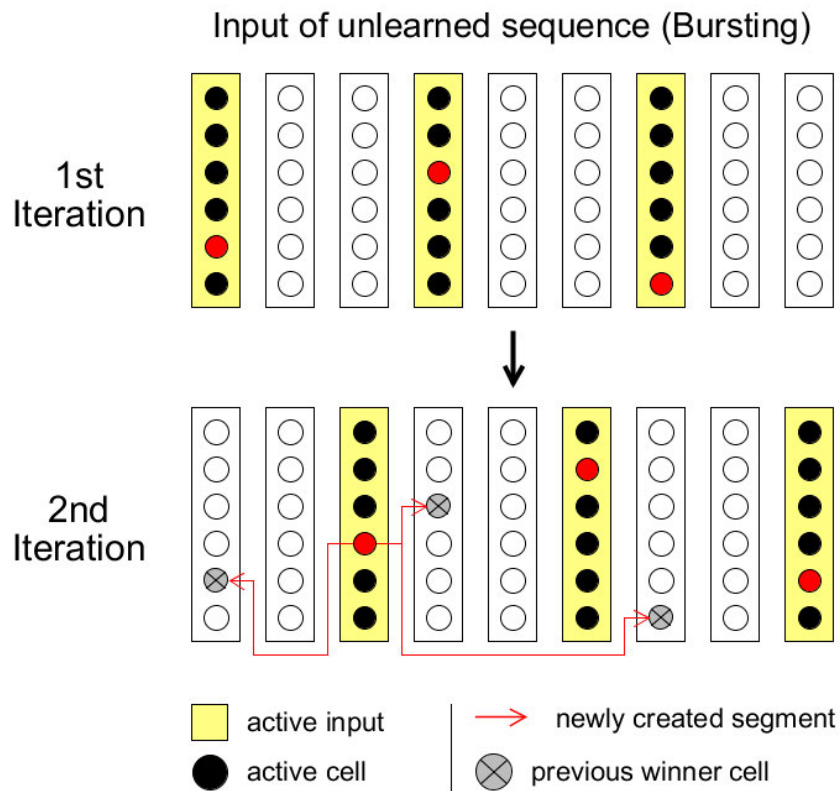 Input of unlearned sequence (Bursting)
1st
Iteration
2nd
Iteration
active input
newly created segment
active cell
previous winner cell